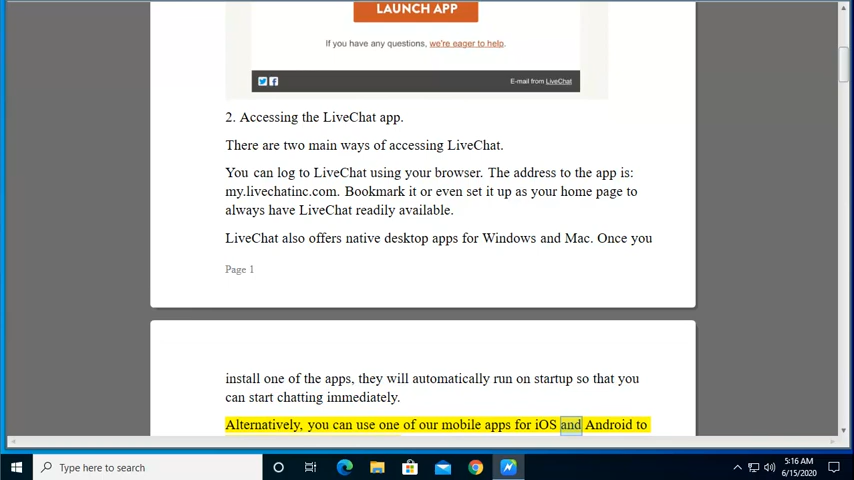 LAUNCH APP
If you have any questions, we're eager to help.
E-mail from LiveChat
2. Accessing the LiveChat app.
There are two main ways of accessing LiveChat.
You can log to LiveChat using your browser. The address to the app is:
my.livechatinc.com. Bookmark it or even set it up as your home page to
always have LiveChat readily available.
LiveChat also offers native desktop apps for Windows and Mac. Once you
Page 1
install one of the apps, they will automatically run on startup so that you
can start chatting immediately.
Alternatively, you can use one of our mobile apps for iOS and Android to
Type here to search
5:16 AM
6/15/2020